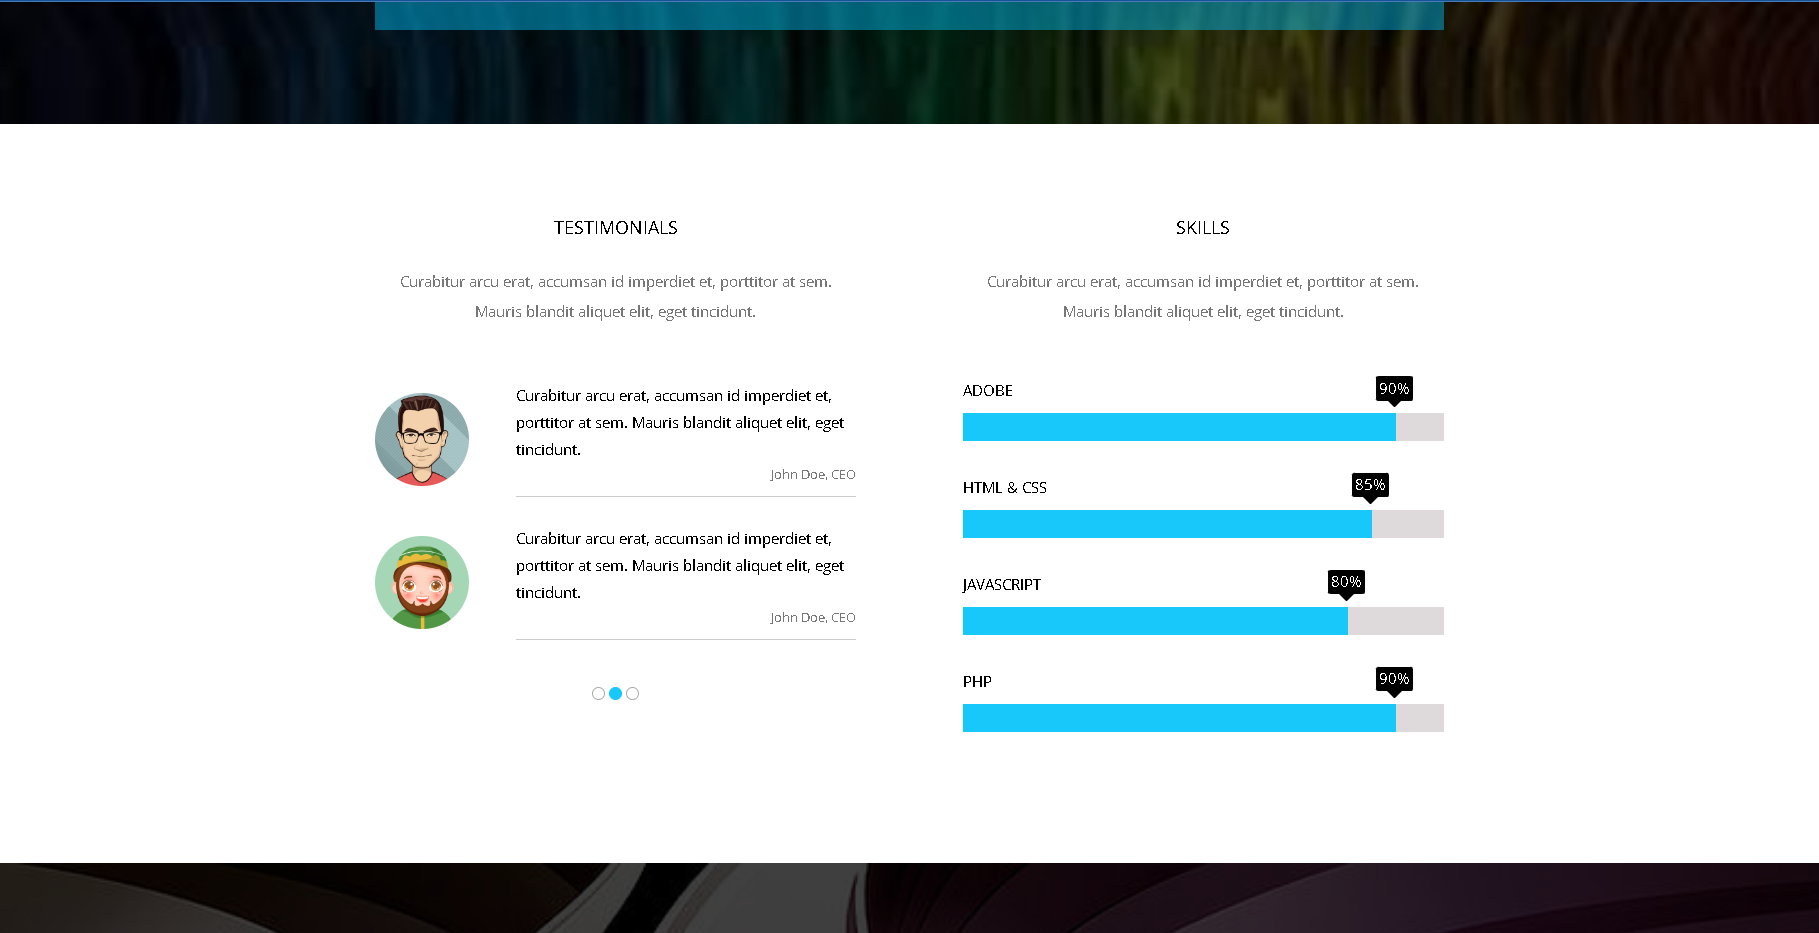 TESTIMONIALS
Curabitur arcu erat, accumsan id imperdiet et, porttitor at sem.
Mauris blandit aliquet elit, eget tincidunt.
Curabitur arcu erat, accumsan id imperdiet et,
porttitor at sem. Mauris blandit aliquet elit, eget
tincidunt.
John Doe, CEO
Curabitur arcu erat, accumsan id imperdiet et,
porttitor at sem. Mauris blandit aliquet elit, eget
tincidunt.
John Doe, CEO
SKILLS
Curabitur arcu erat, accumsan id imperdiet et, porttitor at sem.
Mauris blandit aliquet elit, eget tincidunt.
ADOBE 90%
HTML & CSS 85%
JAVASCRIPT 80%
PHP 90%